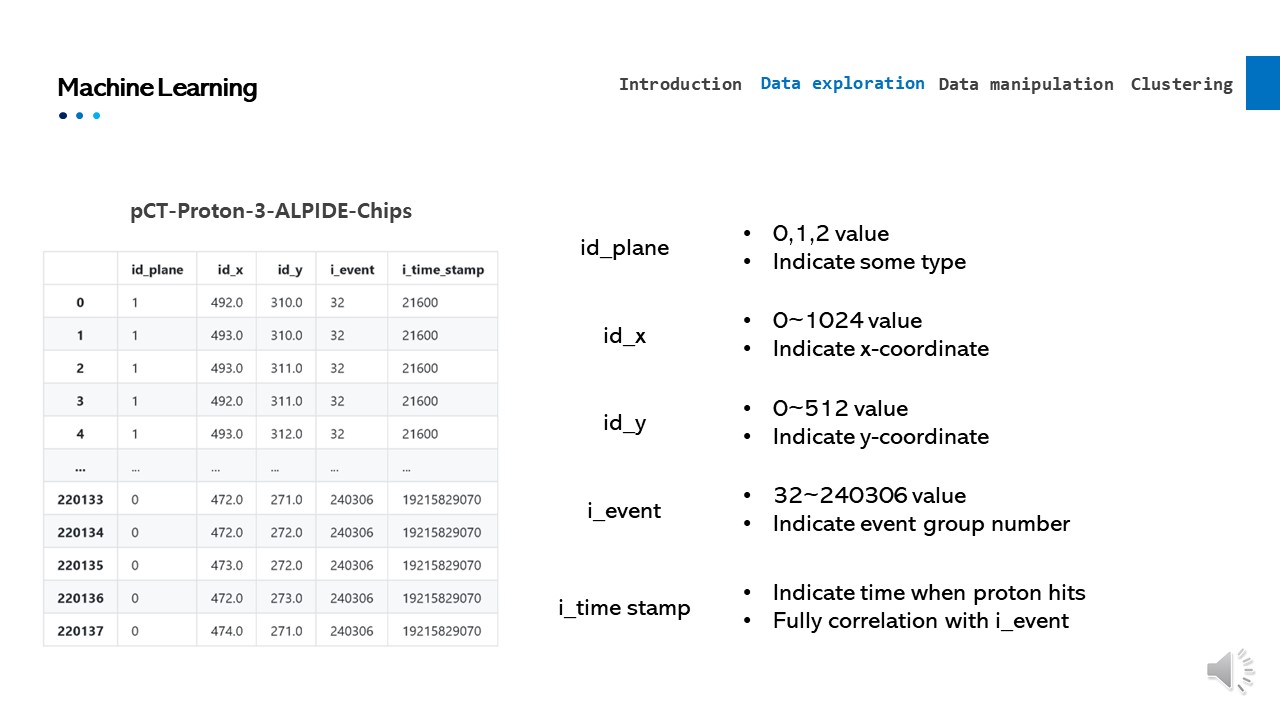 Machine Learning
Introduction Data exploration Data manipulation Clustering
pCT-Proton-3-ALPIDE-Chips
id_plane id_x id_y i_event i_time_stamp
0 1 492.0 310.0 32 21600
1 1 493.0 310.0 32 21600
2 1 493.0 311.0 32 21600
3 1 492.0 311.0 32 21600
4 1 493.0 312.0 32 21600
... ... ... ... ... ...
220133 0 472.0 271.0 240306 19215829070
220134 0 472.0 272.0 240306 19215829070
220135 0 473.0 272.0 240306 19215829070
220136 0 472.0 273.0 240306 19215829070
220137 0 474.0 271.0 240306 19215829070
id_plane
• 0,1,2 value
• Indicate some type
id_x
• 0~1024 value
• Indicate x-coordinate
id_y
• 0~512 value
• Indicate y-coordinate
i_event
• 32~240306 value
• Indicate event group number
i_time stamp
• Indicate time when proton hits
• Fully correlation with i_event